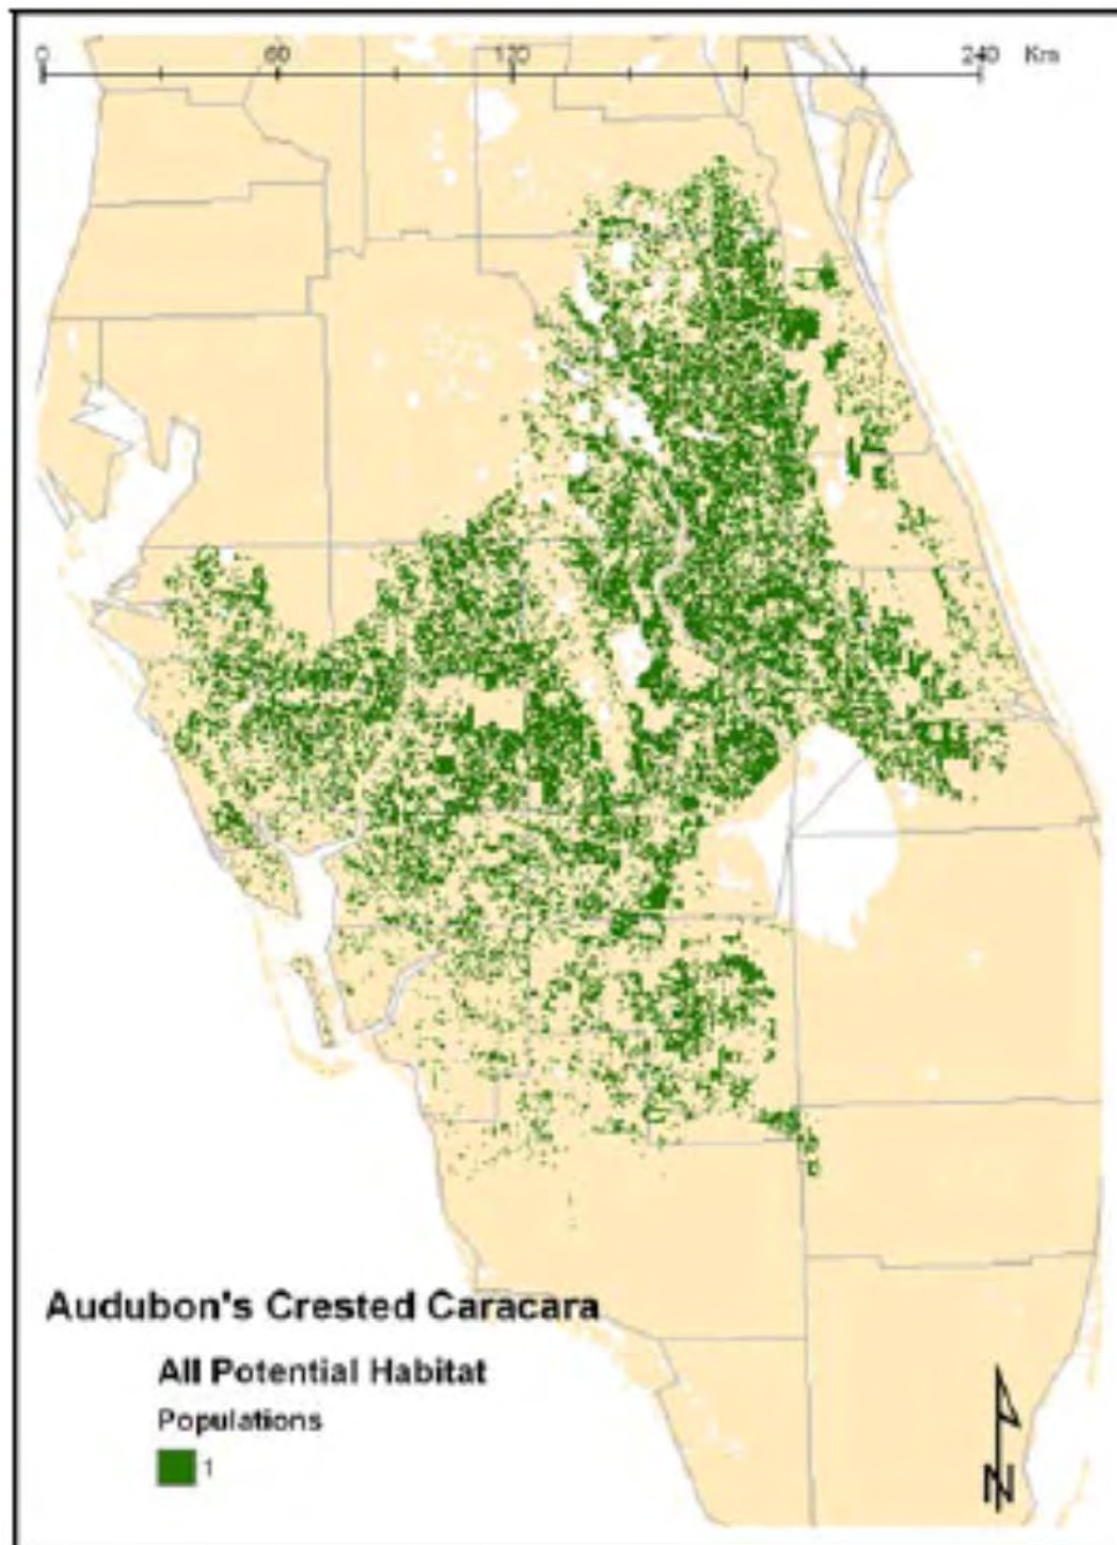 0 60 120 240 Km
Audubon's Crested Caracara
All Potential Habitat
Populations
1
N